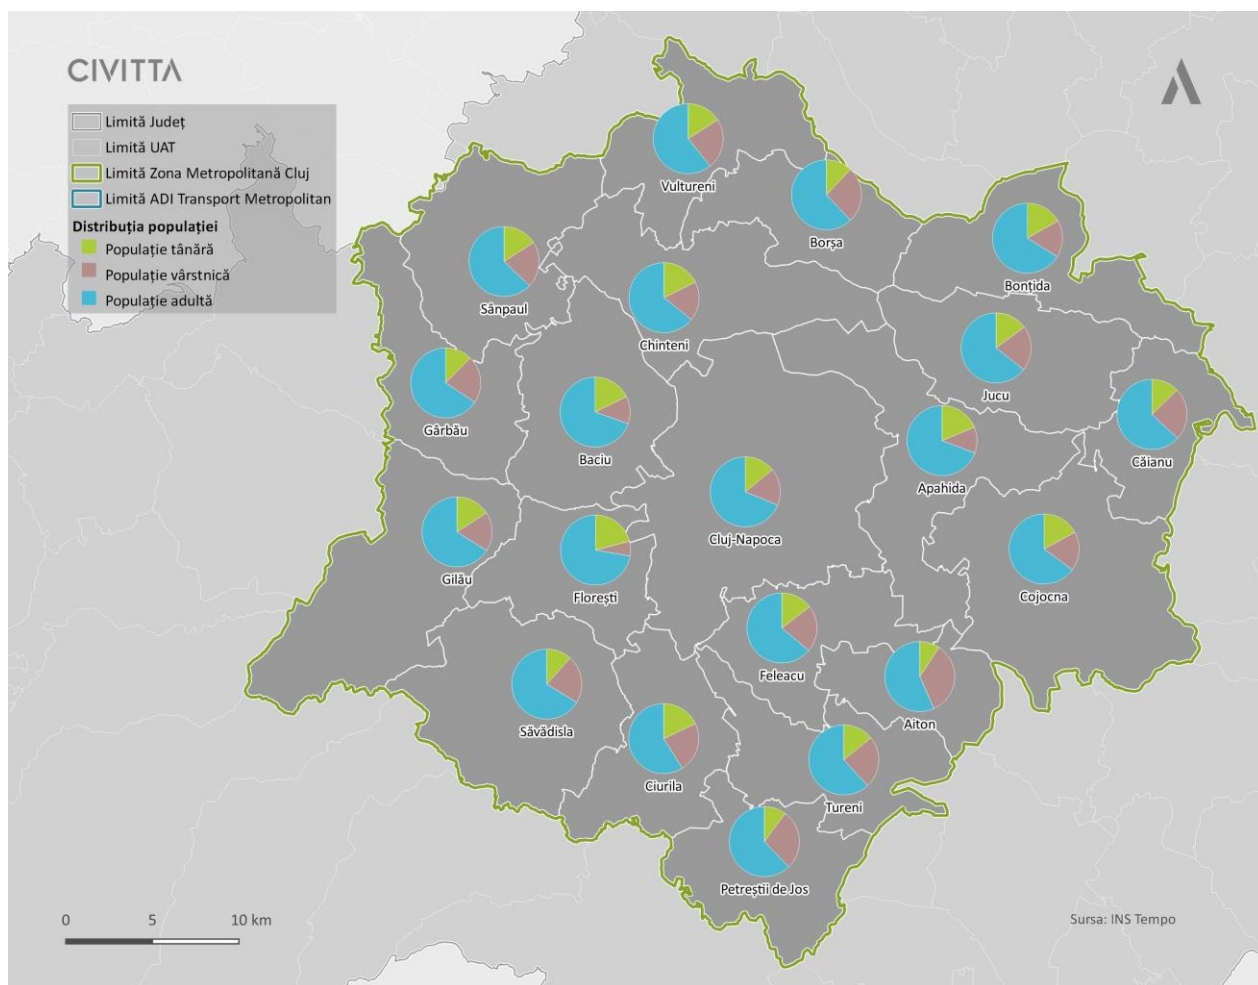 CIVITTA
Limită Județ
Limită UAT
Limită Zona Metropolitană Cluj
Limită ADI Transport Metropolitan
Distribuția populației
Populație tânără
Populație vârstnică
Populație adultă
Vultureni
Borșa
Bonțida
Sânpaul
Chinteni
Jucu
Gârbău
Baciu
Căianu
Apahida
Cluj-Napoca
Gilău
Florești
Cojocna
Feleacu
Aiton
Săvădisla
Ciurila
Tureni
Petreștii de Jos
0 5 10 km
Sursa: INS Tempo